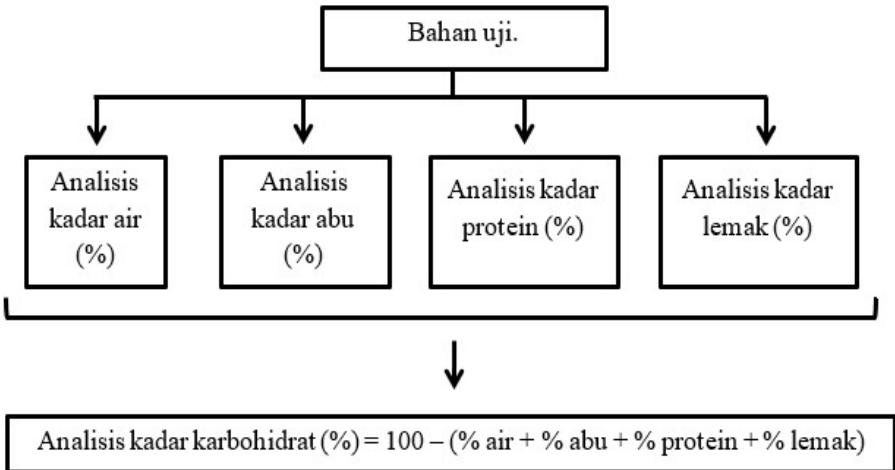 Bahan uji.
Analisis
kadar air
(%)
Analisis
kadar abu
(%)
Analisis kadar
protein (%)
Analisis kadar
lemak (%)
Analisis kadar karbohidrat (%) = 100 – (% air + % abu + % protein + % lemak)